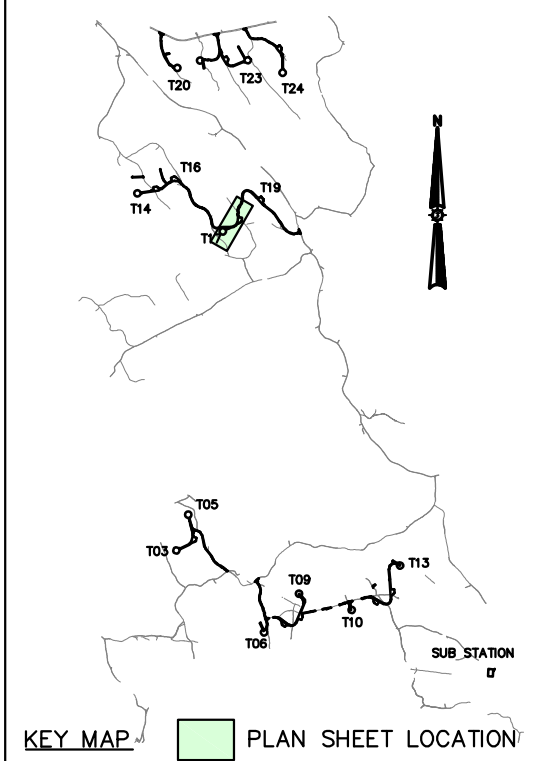 T20
T23
T24
N
T16
T19
T14
T05
T03
T13
T09
T10
T06
SUB STATION
KEY MAP
PLAN SHEET LOCATION